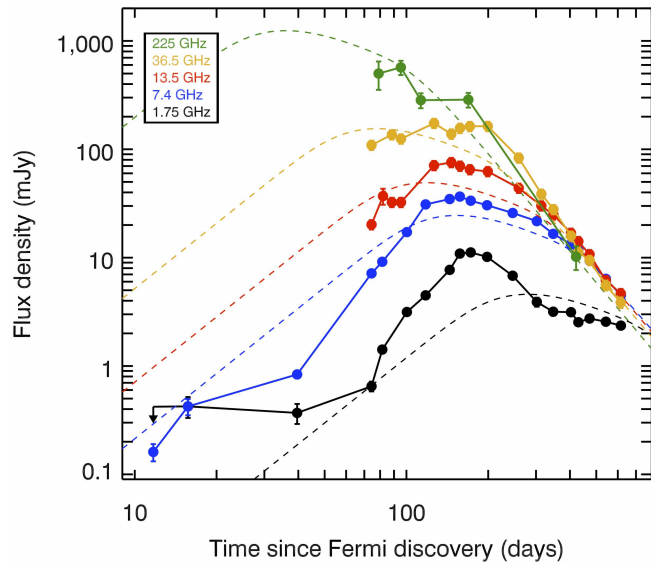 1,000
225 GHz
36.5 GHz
13.5 GHz
7.4 GHz
1.75 GHz
100
10
1
0.1
Flux density (mJy)
10
100
Time since Fermi discovery (days)